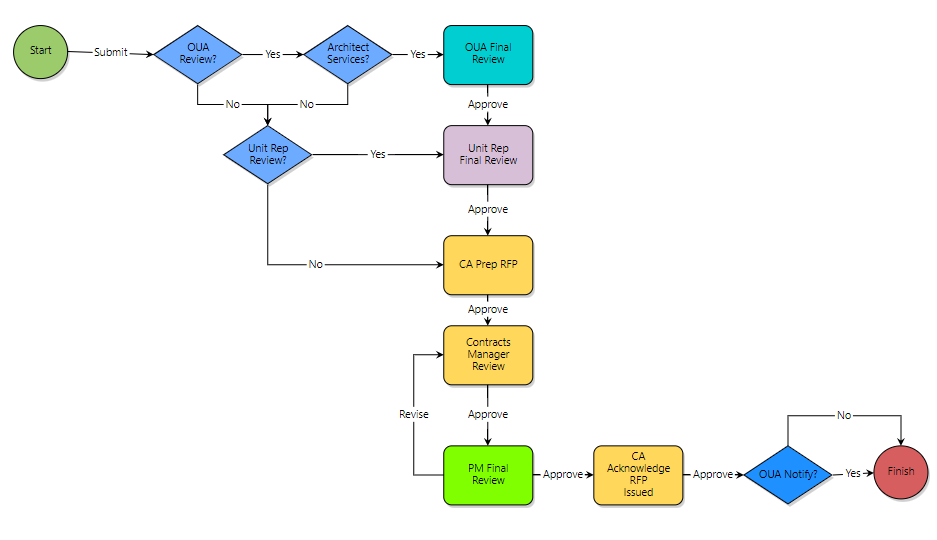 Start
Submit
OUA
Review?
Yes
Architect
Services?
Yes
OUA Final
Review
No
No
Approve
Unit Rep
Review?
Yes
Unit Rep
Final Review
Approve
No
CA Prep RFP
Approve
Contracts
Manager
Review
Revise
Approve
No
PM Final
Review
Approve
CA
Acknowledge
RFP
Issued
Approve
OUA Notify?
Yes
Finish